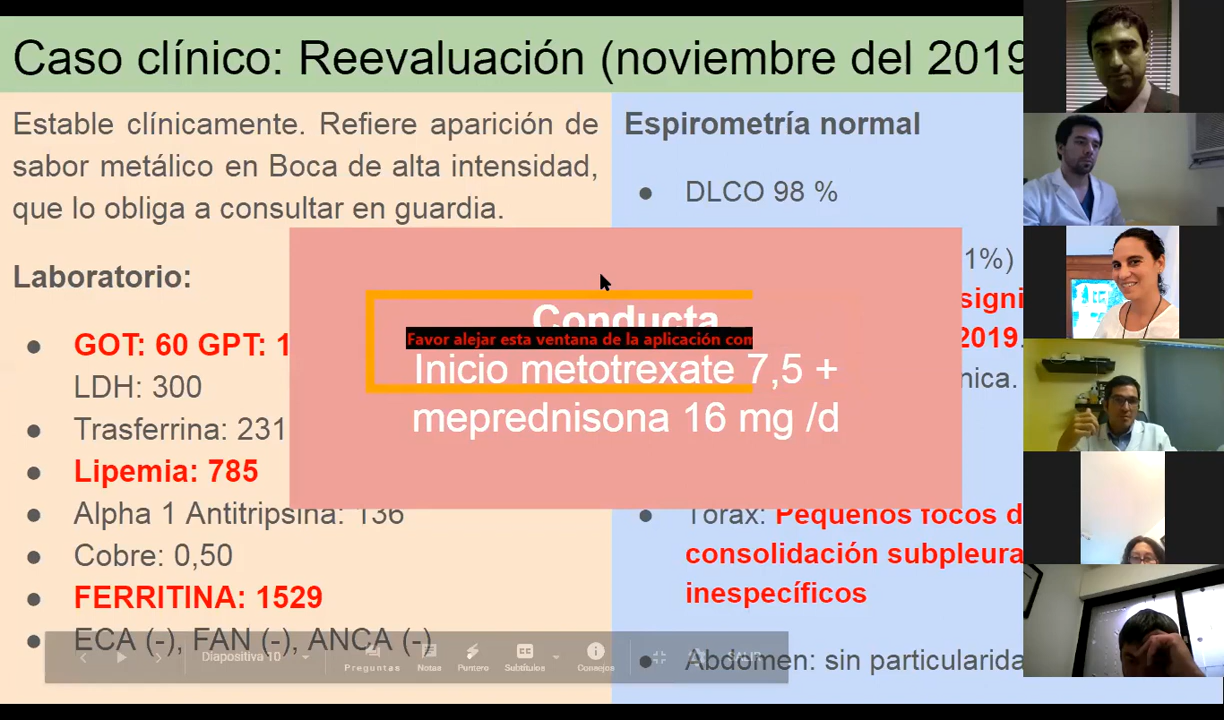 Caso clínico: Reevaluación (noviembre del 2019
Estable clínicamente. Refiere aparición de
sabor metálico en Boca de alta intensidad,
que lo obliga a consultar en guardia.
Laboratorio:
● GOT: 60 GPT: 1
LDH: 300
● Trasferrina: 231
● Lipemia: 785
● Alpha 1 Antitripsina: 136
● Cobre: 0,50
● FERRITINA: 1529
● ECA (-), FAN (-), ANCA (-)
Espirometría normal
● DLCO 98 %
1%)
signi
2019.
nica.
● Tórax: Pequeños focos d
consolidación subpleura
inespecíficos
● Abdomen: sin particularida
Conducta
Favor alejar esta ventana de la aplicación com
Inicio metotrexate 7,5 +
meprednisona 16 mg /d
Diapositiva 10
Preguntas
Notas
Puntero
Subtítulos
Consejos
SALIR